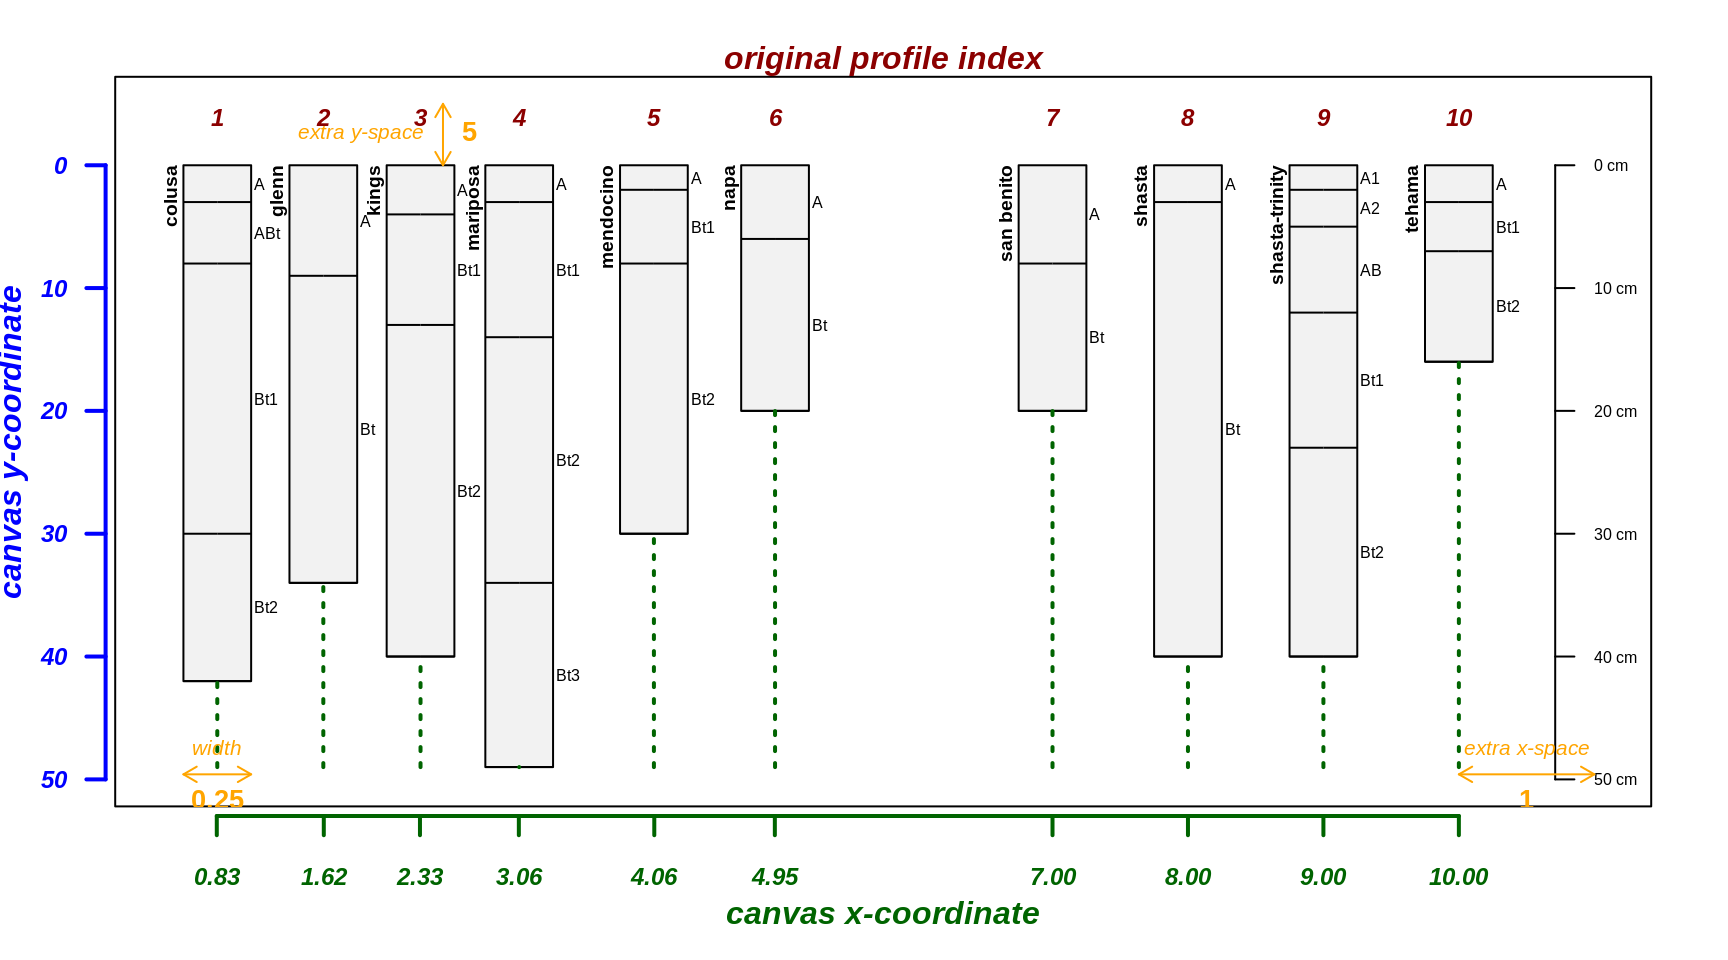 original profile index
1 2 3 4 5 6 7 8 9 10
extra y-space 5
canvas y-coordinate
0
10
20
30
40
50
colusa
A
ABt
Bt1
Bt2
glenn
A
Bt
kings
A
Bt1
Bt2
mariposa
A
Bt1
Bt2
Bt3
mendocino
A
Bt1
Bt2
napa
A
Bt
san benito
A
Bt
shasta
A
Bt
shasta-trinity
A1
A2
AB
Bt1
Bt2
tehama
A
Bt1
Bt2
0 cm
10 cm
20 cm
30 cm
40 cm
50 cm
width
0.25
extra x-space
1
0.83 1.62 2.33 3.06 4.06 4.95 7.00 8.00 9.00 10.00
canvas x-coordinate